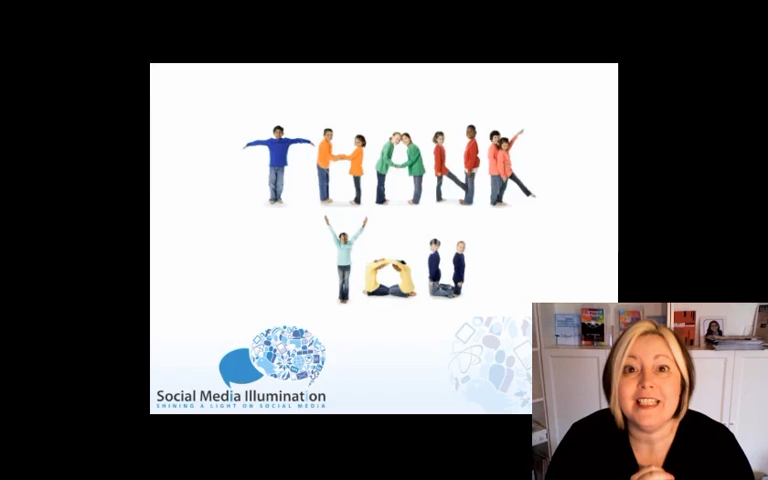 THANK
You
Social Media Illumination
SHINING A LIGHT ON SOCIAL MEDIA